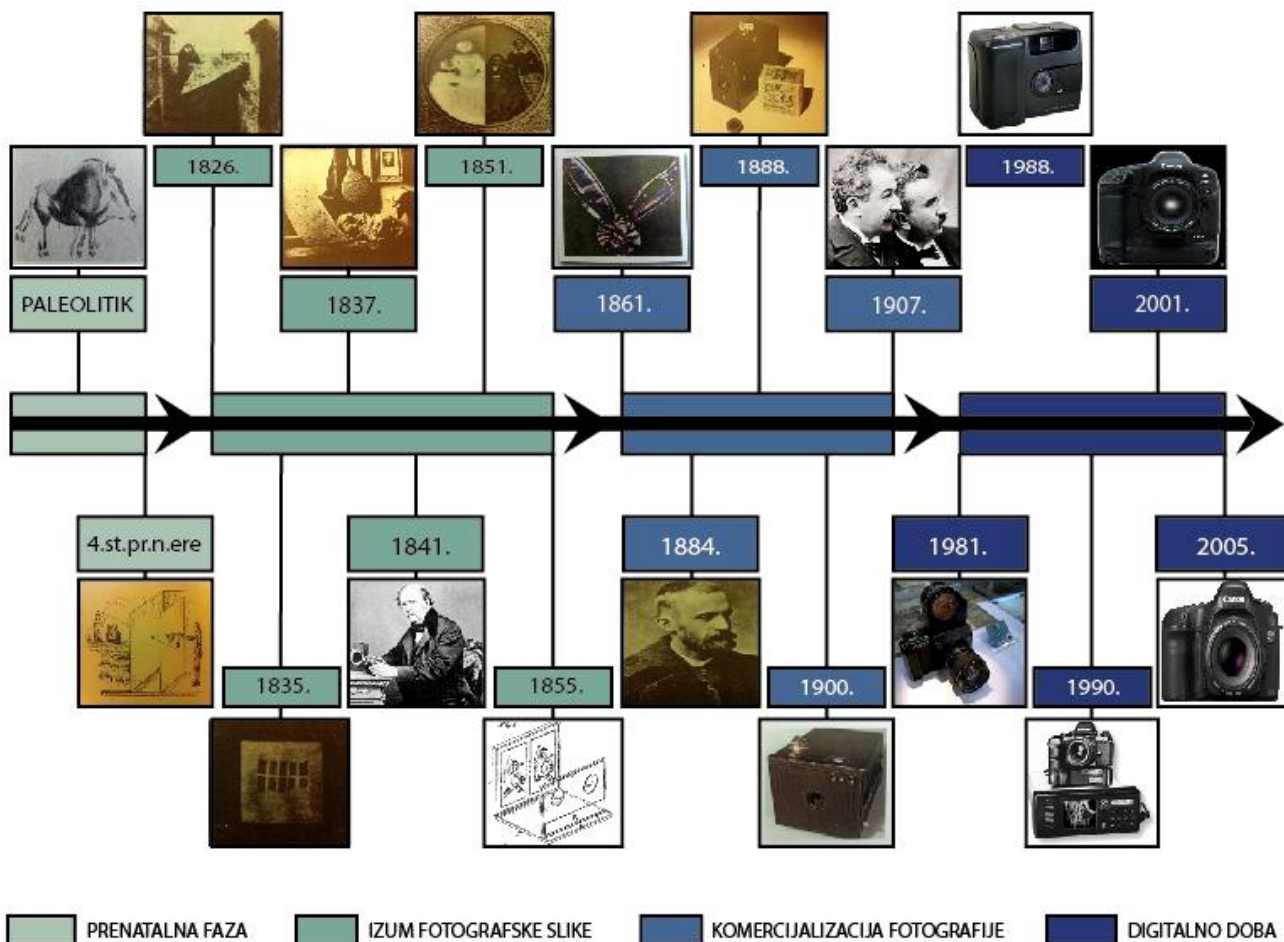 1826.
1851.
1888.
1988.
PALEOLITIK
1837.
1861.
1907.
2001.
4.st.pr.n.ere
1841.
1884.
1981.
2005.
1835.
1855.
1900.
1990.
PRENATALNA FAZA
IZUM FOTOGRAFSKE SLIKE
KOMERCIJALIZACIJA FOTOGRAFIJE
DIGITALNO DOBA